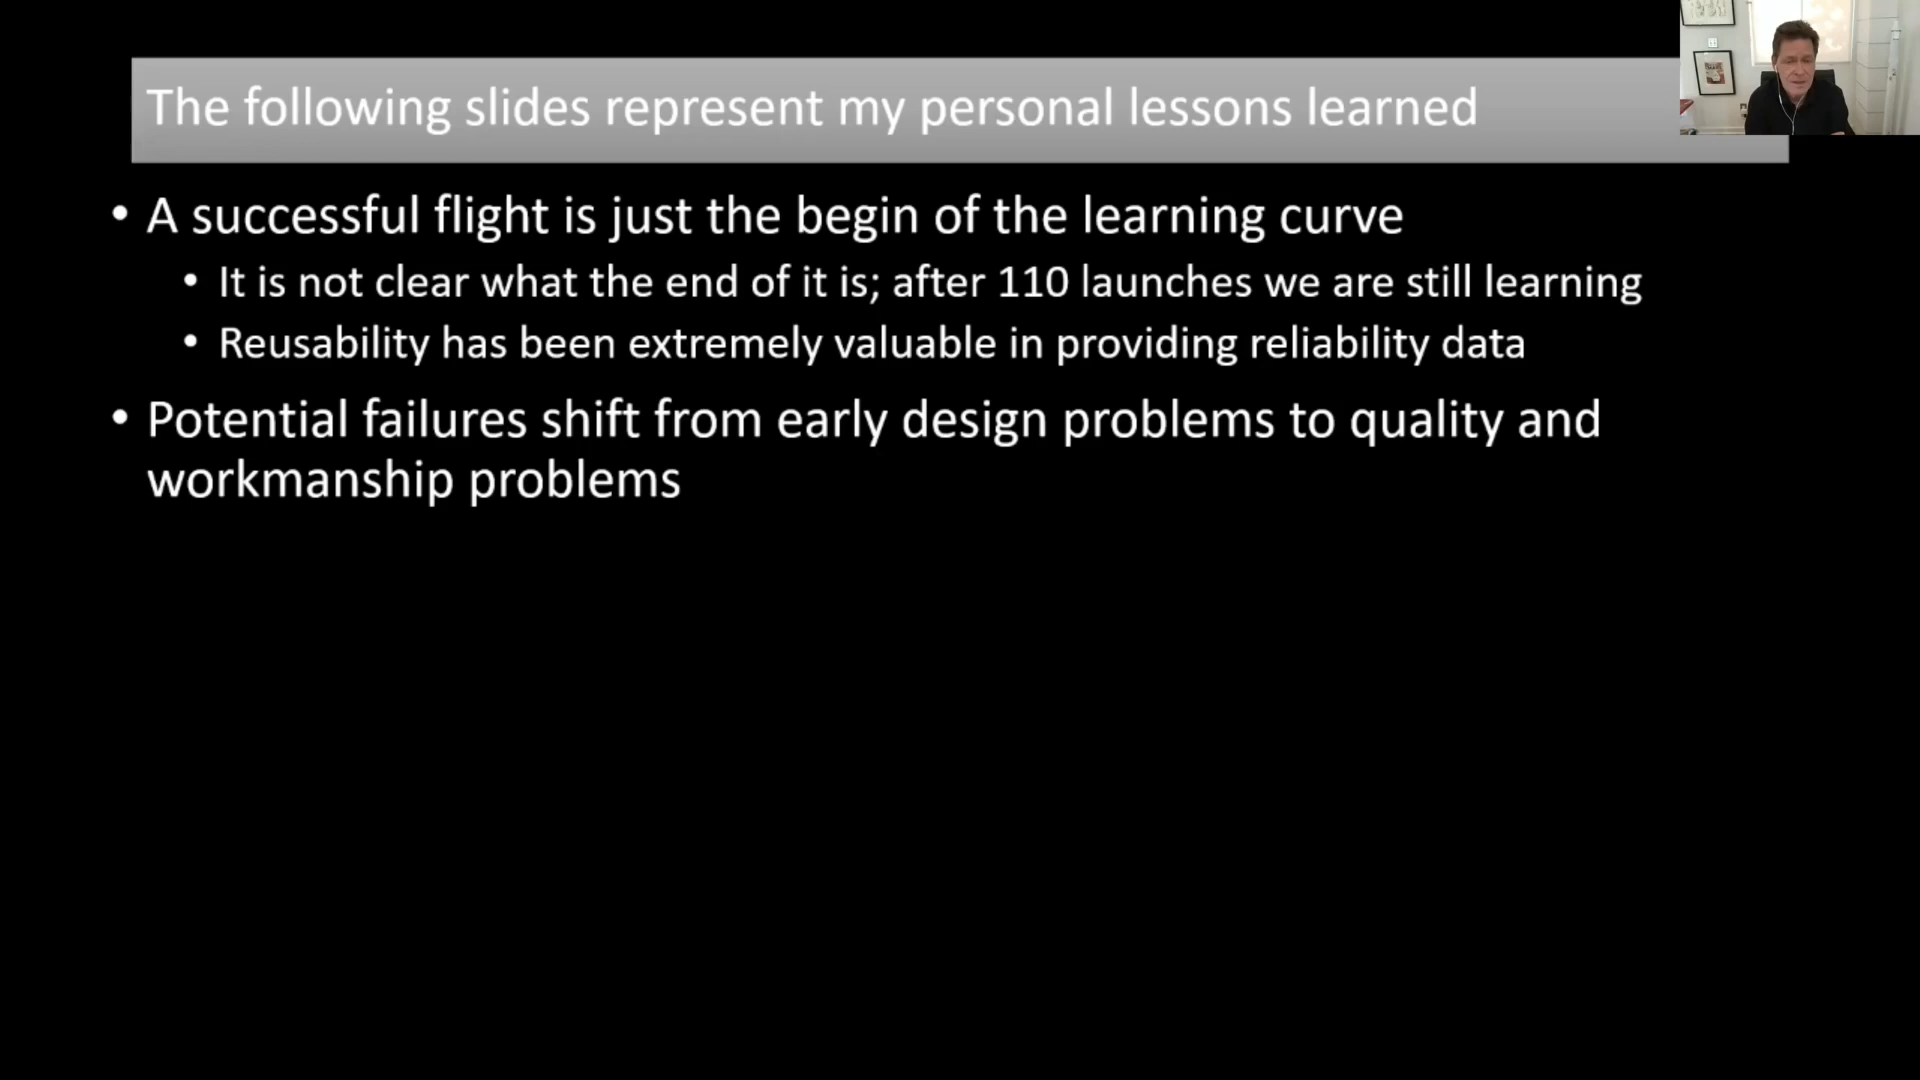 The following slides represent my personal lessons learned
• A successful flight is just the begin of the learning curve
• It is not clear what the end of it is; after 110 launches we are still learning
• Reusability has been extremely valuable in providing reliability data
• Potential failures shift from early design problems to quality and
workmanship problems